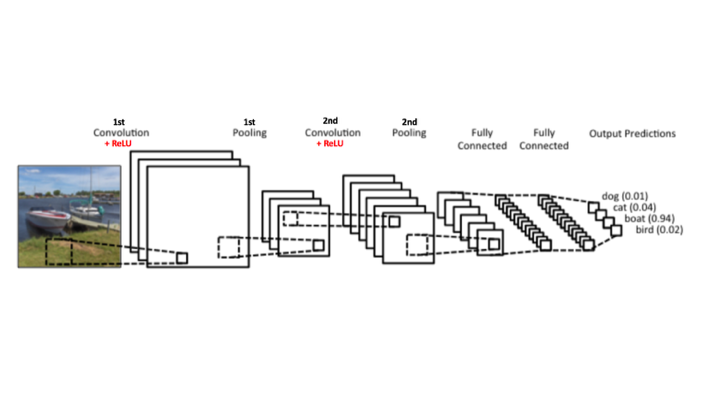 1st
Convolution
+ ReLU
1st
Pooling
2nd
Convolution
+ ReLU
2nd
Pooling
Fully
Connected
Fully
Connected
Output Predictions
dog (0.01)
cat (0.04)
boat (0.94)
bird (0.02)